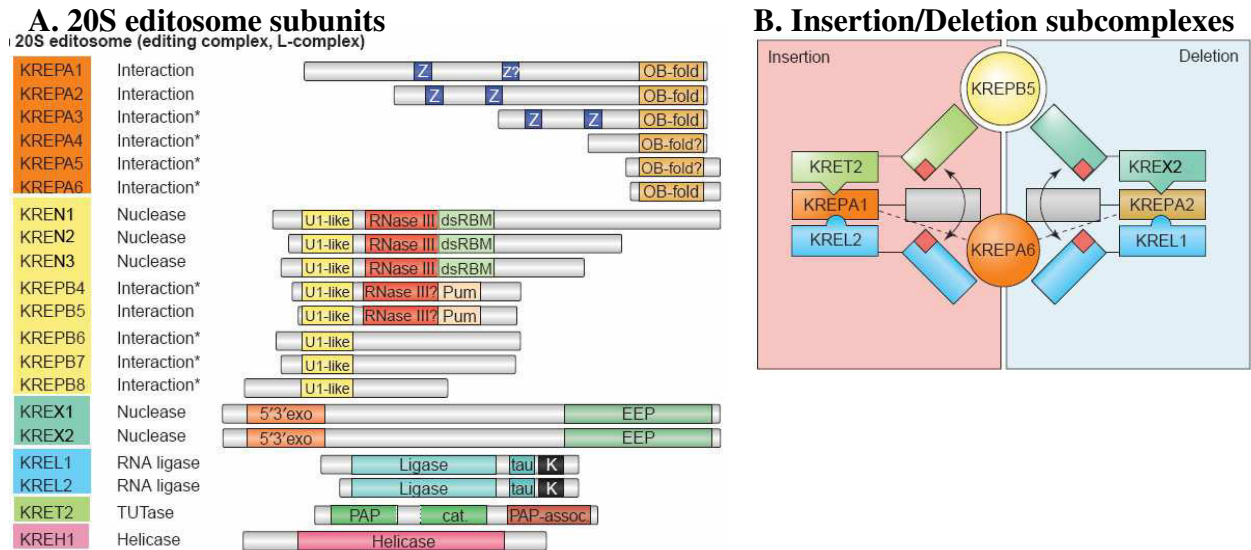 A. 20S editosome subunits
B. Insertion/Deletion subcomplexes
20S editosome (editing complex, L-complex)
KREPA1 Interaction Z Z? OB-fold
KREPA2 Interaction Z Z OB-fold
KREPA3 Interaction* Z Z OB-fold
KREPA4 Interaction* OB-fold?
KREPA5 Interaction* OB-fold?
KREPA6 Interaction* OB-fold
KREN1 Nuclease U1-like RNase III dsRBM
KREN2 Nuclease U1-like RNase III dsRBM
KREN3 Nuclease U1-like RNase III dsRBM
KREPB4 Interaction* U1-like RNase III? Pum
KREPB5 Interaction U1-like RNase III? Pum
KREPB6 Interaction* U1-like
KREPB7 Interaction* U1-like
KREPB8 Interaction* U1-like
KREX1 Nuclease 5'3'exo EEP
KREX2 Nuclease 5'3'exo EEP
KREL1 RNA ligase Ligase tau K
KREL2 RNA ligase Ligase tau K
KRET2 TUTase PAP cat. PAP-assoc.
KREH1 Helicase Helicase
Insertion
Deletion
KREPB5
KRET2
KREX2
KREPA1
KREPA2
KREL2
KREPA6
KREL1